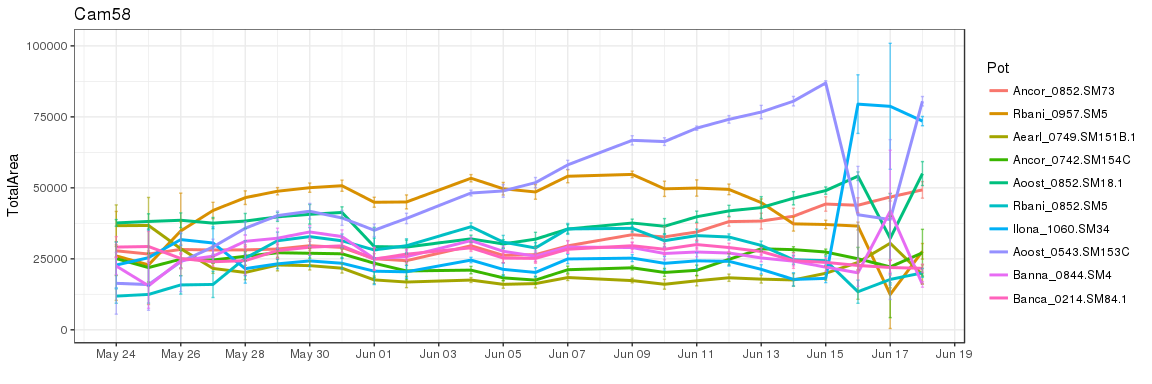 Cam58
TotalArea
100000
75000
50000
25000
0
May 24 May 26 May 28 May 30 Jun 01 Jun 03 Jun 05 Jun 07 Jun 09 Jun 11 Jun 13 Jun 15 Jun 17 Jun 19
Pot
Ancor_0852.SM73
Rbani_0957.SM5
Aearl_0749.SM151B.1
Ancor_0742.SM154C
Aoost_0852.SM18.1
Rbani_0852.SM5
Ilona_1060.SM34
Aoost_0543.SM153C
Banna_0844.SM4
Banca_0214.SM84.1